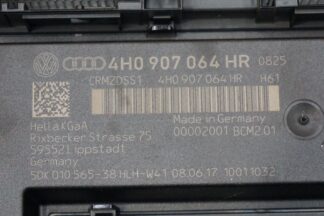 4H0 907 064 HR 0825
CRMZDSS1 4H0 907 064 HR H61
Made in Germany
Hella KGaA
Rixbecker Strasse 75
59552 Lippstadt
00002001 BCM2.01
Germany
5DK 010 565-38 HLH-W41 08.06.17 10011032